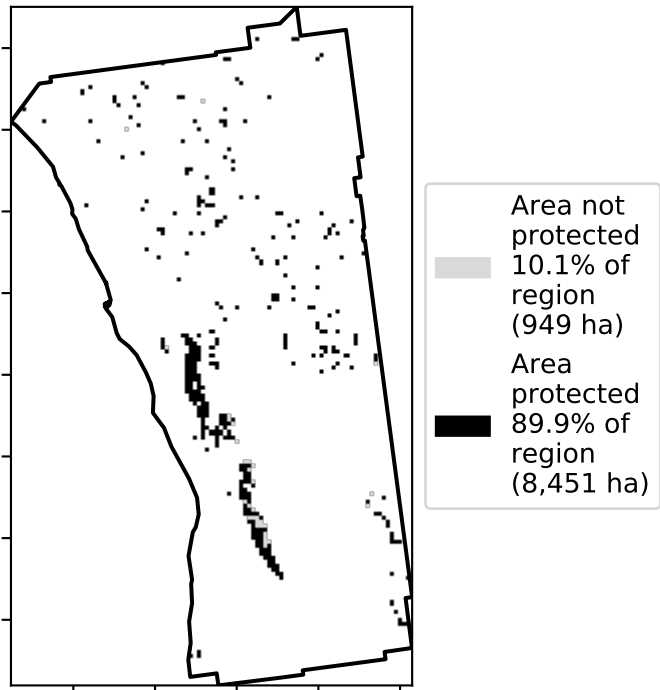 Area not
protected
10.1% of
region
(949 ha)
Area
protected
89.9% of
region
(8,451 ha)